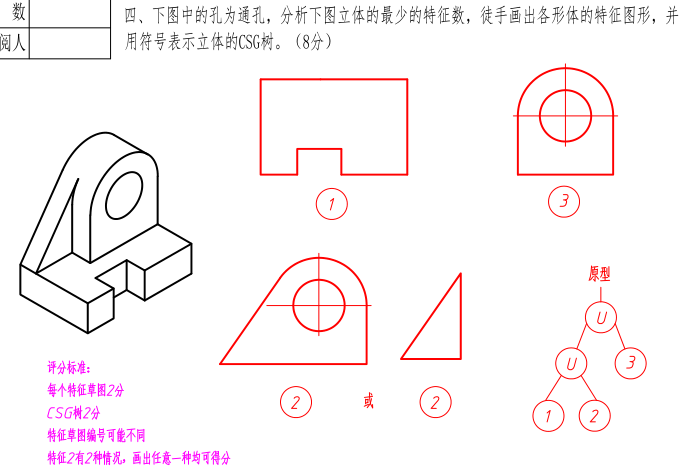 数
四、下图中的孔为通孔，分析下图立体的最少的特征数，徒手画出各形体的特征图形，并
阅人
用符号表示立体的CSG树。（8分）
1
3
原型
U
U
3
2
或
2
1
2
评分标准：
每个特征草图2分
CSG树2分
特征草图编号可能不同
特征2有2种情况，画出任意一种均可得分